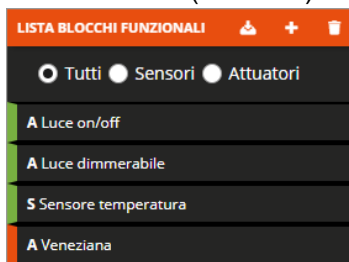 LISTA BLOCCHI FUNZIONALI
Tutti Sensori Attuatori
A Luce on/off
A Luce dimmerabile
S Sensore temperatura
A Veneziana